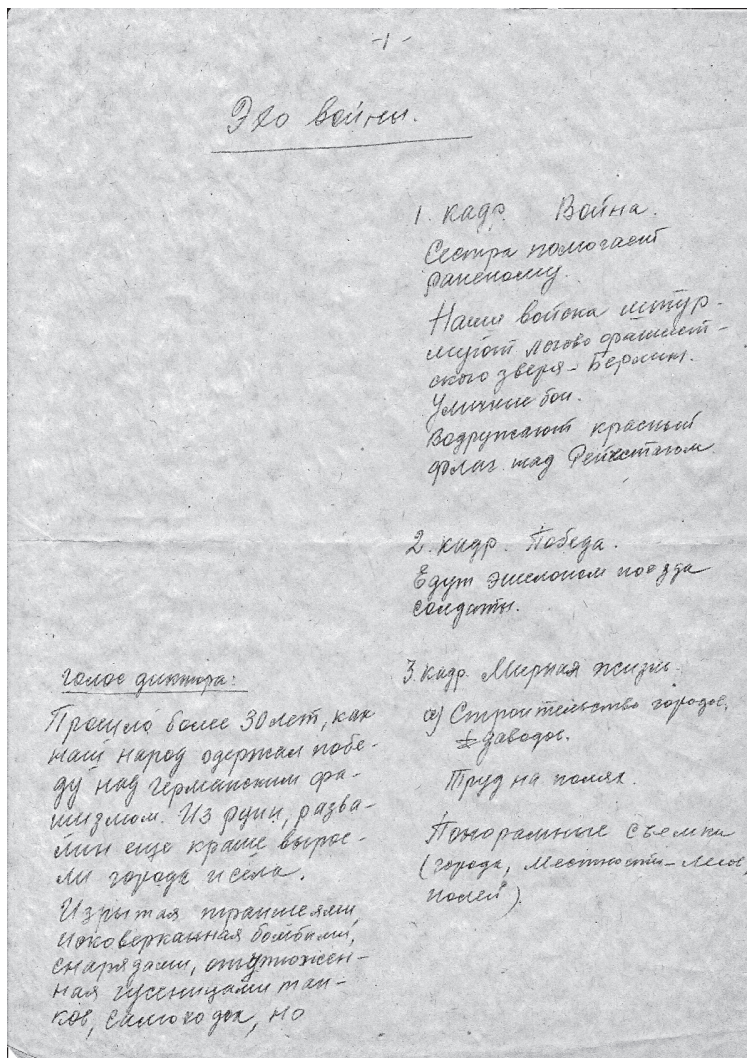 -1-
Эхо войны.
1. кадр. Война.
Сестра помогает
раненому.
Наши войска штур-
муют логово фашист-
ского зверя - Берлин.
Уличные бои.
Водружают красный
флаг над Рейхстагом.
2. кадр. Победа.
Едут эшелоном поезда
солдаты.
3. кадр. Мирная жизнь.
а) Строительство городов,
заводов.
Труд на полях.
Понорамные съёмки
(города, местности - лесов,
полей).
голос диктора:
Прошло более 30 лет, как
наш народ одержал побе-
ду над германским фа-
шизмом. Из руин, разва-
лин еще краше вырос-
ли города и сёла.
Изрытая траншеями,
исковерканная бомбами,
снарядами, отутюжен-
ная гусеницами тан-
ков, самоходок, но